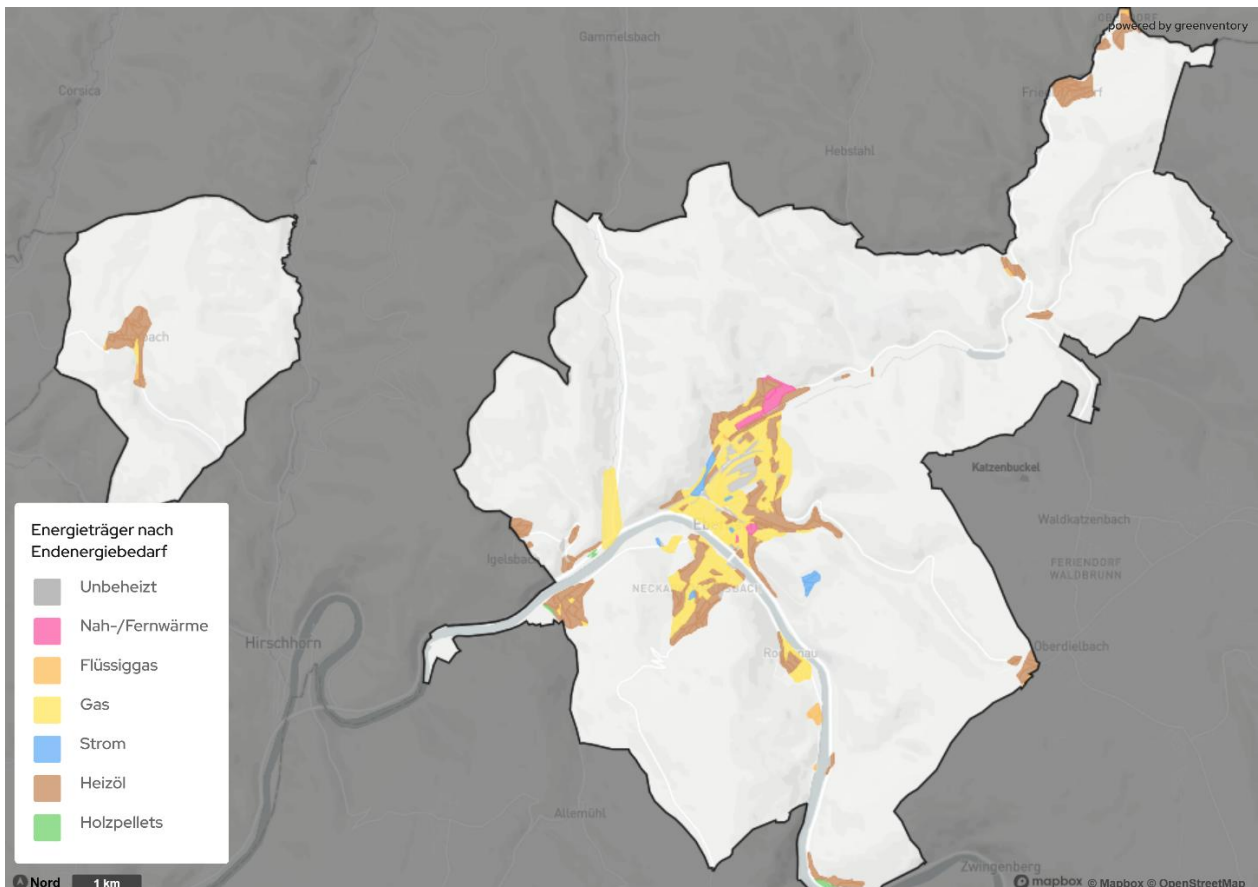 powered by greenventory
Gammelsbach
Corsica
Hebstahl
Katzenbuckel
Waldkatzenbach
FERIENDORF
WALDBRUNN
Igelsbach
Hirschhorn
Oberdielbach
Allemühl
Zwingenberg
Energieträger nach
Endenergiebedarf
Unbeheizt
Nah-/Fernwärme
Flüssiggas
Gas
Strom
Heizöl
Holzpellets
Nord 1 km
mapbox © Mapbox © OpenStreetMap